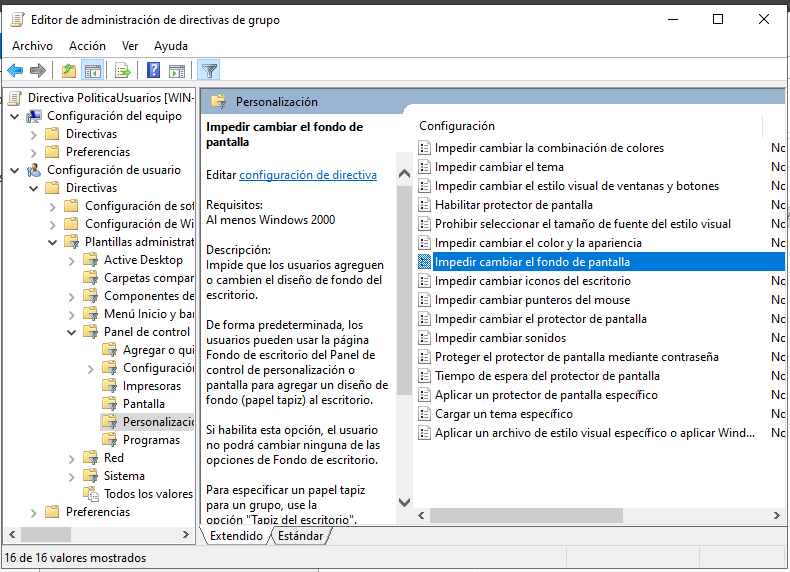 Editor de administración de directivas de grupo
Archivo Acción Ver Ayuda
Directiva PoliticaUsuarios [WIN-
Configuración del equipo
Directivas
Preferencias
Configuración de usuario
Directivas
Configuración de sof
Configuración de Wi
Plantillas administrat
Active Desktop
Carpetas compar
Componentes de
Menú Inicio y bar
Panel de control
Agregar o qui
Configuración
Impresoras
Pantalla
Personalizació
Programas
Red
Sistema
Todos los valores
Preferencias
Personalización
Impedir cambiar el fondo de
pantalla
Editar configuración de directiva
Requisitos:
Al menos Windows 2000
Descripción:
Impide que los usuarios agreguen
o cambien el diseño de fondo del
escritorio.
De forma predeterminada, los
usuarios pueden usar la página
Fondo de escritorio del Panel de
control de personalización o
pantalla para agregar un diseño de
fondo (papel tapiz) al escritorio.
Si habilita esta opción, el usuario
no podrá cambiar ninguna de las
opciones de Fondo de escritorio.
Para especificar un papel tapiz
para un grupo, use la
opción "Tapiz del escritorio".
Configuración
Impedir cambiar la combinación de colores No
Impedir cambiar el tema No
Impedir cambiar el estilo visual de ventanas y botones No
Habilitar protector de pantalla No
Prohibir seleccionar el tamaño de fuente del estilo visual No
Impedir cambiar el color y la apariencia No
Impedir cambiar el fondo de pantalla No
Impedir cambiar iconos del escritorio No
Impedir cambiar punteros del mouse No
Impedir cambiar el protector de pantalla No
Impedir cambiar sonidos No
Proteger el protector de pantalla mediante contraseña No
Tiempo de espera del protector de pantalla No
Aplicar un protector de pantalla específico No
Cargar un tema específico No
Aplicar un archivo de estilo visual específico o aplicar Wind... No
Extendido Estándar
16 de 16 valores mostrados